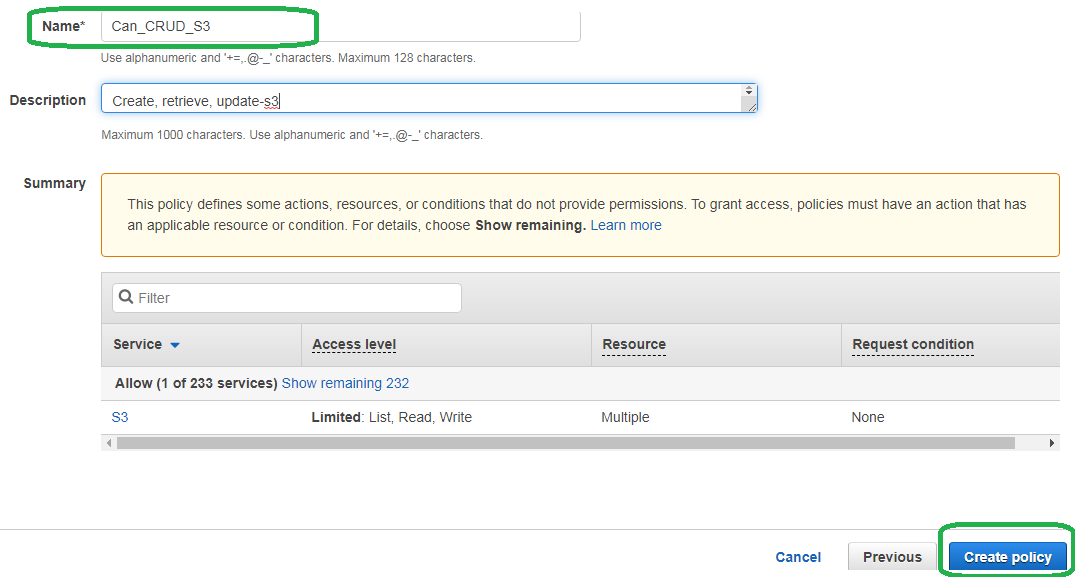 Name* Can_CRUD_S3
Use alphanumeric and '+=,.@-_' characters. Maximum 128 characters.
Description Create, retrieve, update-s3
Maximum 1000 characters. Use alphanumeric and '+=,.@-_' characters.
Summary
This policy defines some actions, resources, or conditions that do not provide permissions. To grant access, policies must have an action that has
an applicable resource or condition. For details, choose Show remaining. Learn more
Filter
Service Access level Resource Request condition
Allow (1 of 233 services) Show remaining 232
S3 Limited: List, Read, Write Multiple None
Cancel Previous Create policy